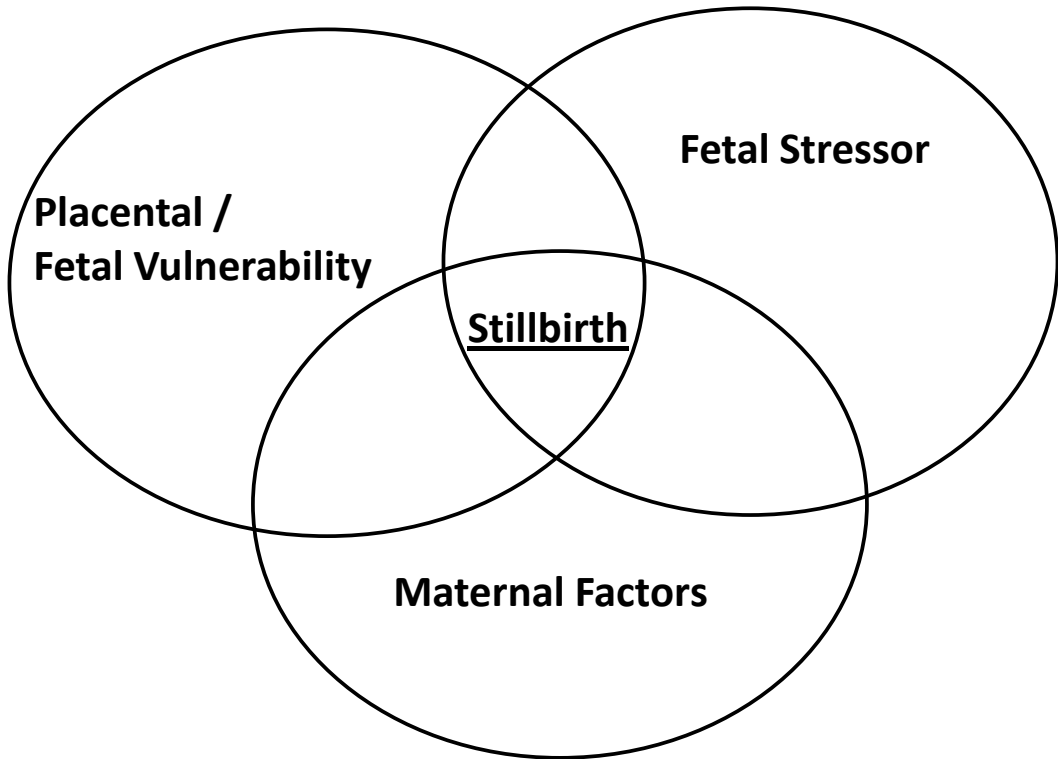 Fetal Stressor
Placental /
Fetal Vulnerability
Stillbirth
Maternal Factors